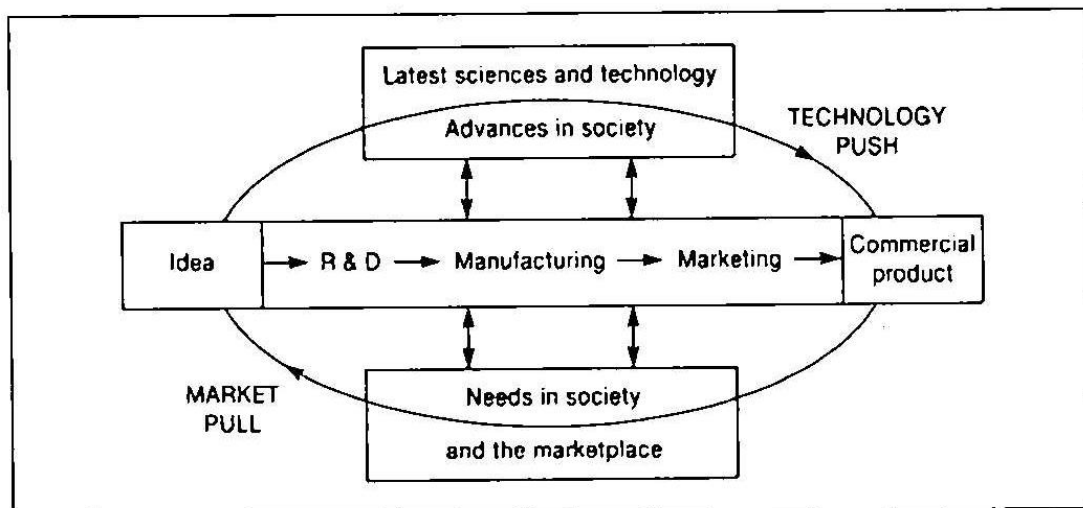 Latest sciences and technology
Advances in society
TECHNOLOGY
PUSH
Idea
R & D
Manufacturing
Marketing
Commercial
product
MARKET
PULL
Needs in society
and the marketplace